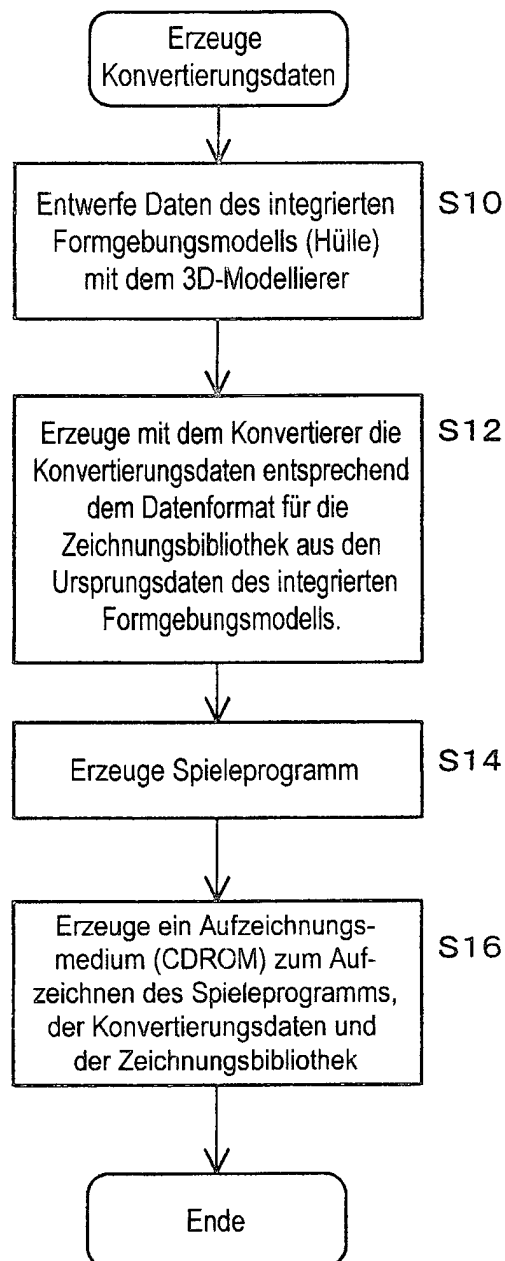 Erzeuge
Konvertierungsdaten
Entwerfe Daten des integrierten
Formgebungsmodells (Hülle)
mit dem 3D-Modellierer
S10
Erzeuge mit dem Konvertierer die
Konvertierungsdaten entsprechend
dem Datenformat für die
Zeichnungsbibliothek aus den
Ursprungsdaten des integrierten
Formgebungsmodells.
S12
Erzeuge Spieleprogramm
S14
Erzeuge ein Aufzeichnungs-
medium (CDROM) zum Auf-
zeichnen des Spieleprogramms,
der Konvertierungsdaten und
der Zeichnungsbibliothek
S16
Ende